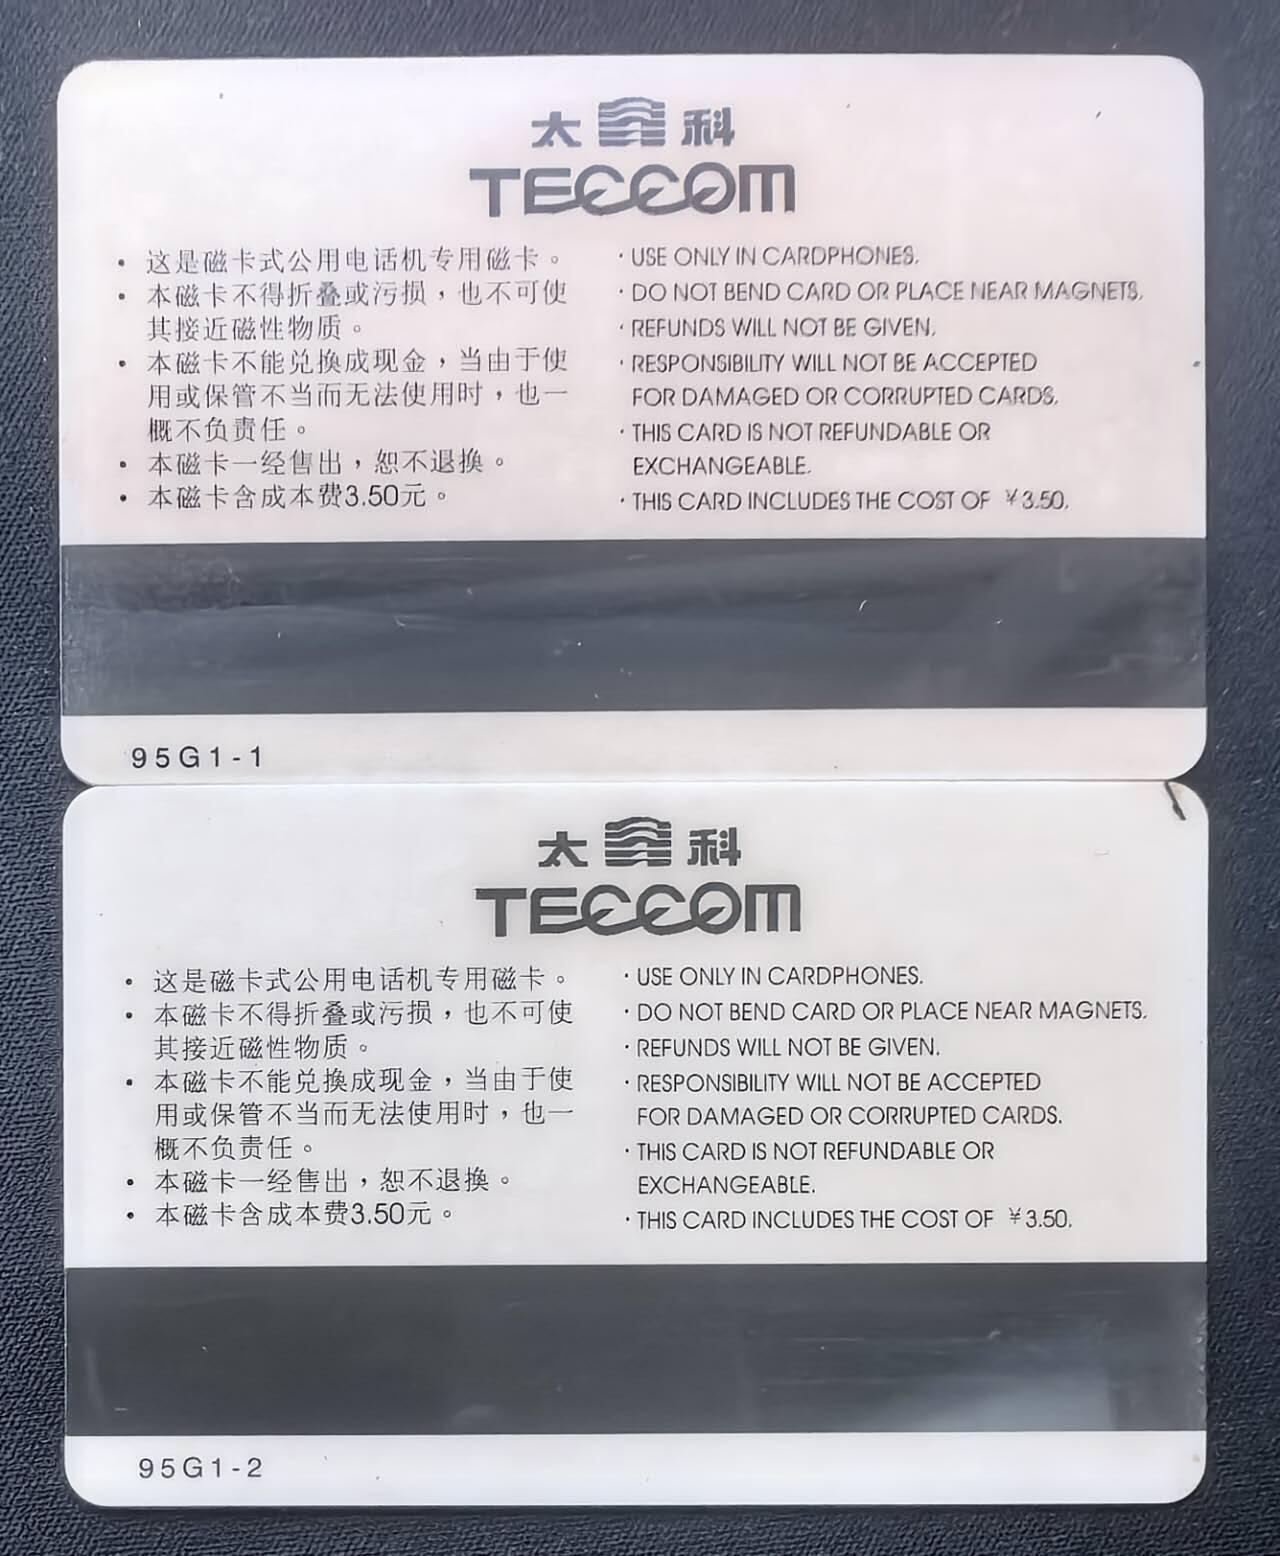 太 科
TECCOM
• 这是磁卡式公用电话机专用磁卡。
• 本磁卡不得折叠或污损，也不可使
其接近磁性物质。
• 本磁卡不能兑换成现金，当由于使
用或保管不当而无法使用时，也一
概不负责任。
• 本磁卡一经售出，恕不退换。
• 本磁卡含成本费3.50元。
· USE ONLY IN CARDPHONES.
· DO NOT BEND CARD OR PLACE NEAR MAGNETS.
· REFUNDS WILL NOT BE GIVEN.
· RESPONSIBILITY WILL NOT BE ACCEPTED
FOR DAMAGED OR CORRUPTED CARDS.
· THIS CARD IS NOT REFUNDABLE OR
EXCHANGEABLE.
· THIS CARD INCLUDES THE COST OF ¥3.50.
95G1-1
太 科
TECCOM
• 这是磁卡式公用电话机专用磁卡。
• 本磁卡不得折叠或污损，也不可使
其接近磁性物质。
• 本磁卡不能兑换成现金，当由于使
用或保管不当而无法使用时，也一
概不负责任。
• 本磁卡一经售出，恕不退换。
• 本磁卡含成本费3.50元。
· USE ONLY IN CARDPHONES.
· DO NOT BEND CARD OR PLACE NEAR MAGNETS.
· REFUNDS WILL NOT BE GIVEN.
· RESPONSIBILITY WILL NOT BE ACCEPTED
FOR DAMAGED OR CORRUPTED CARDS.
· THIS CARD IS NOT REFUNDABLE OR
EXCHANGEABLE.
· THIS CARD INCLUDES THE COST OF ¥3.50.
95G1-2